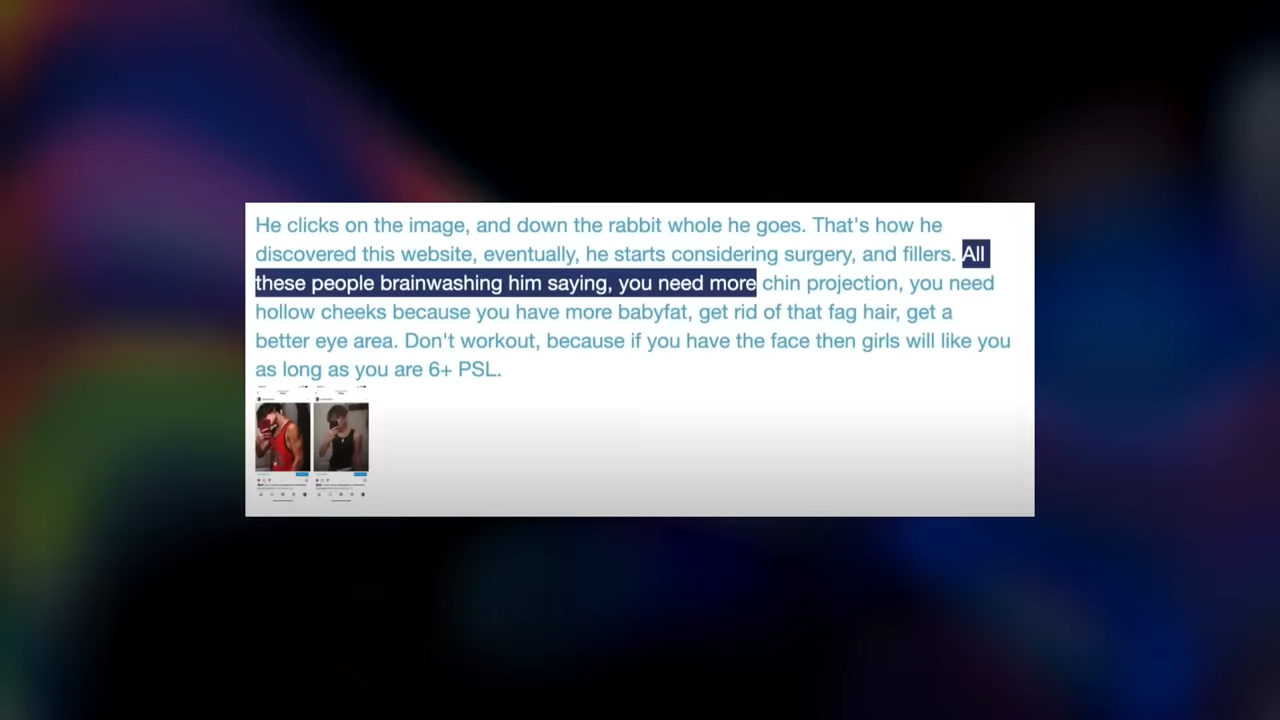 He clicks on the image, and down the rabbit whole he goes. That's how he
discovered this website, eventually, he starts considering surgery, and fillers. All
these people brainwashing him saying, you need more chin projection, you need
hollow cheeks because you have more babyfat, get rid of that fag hair, get a
better eye area. Don't workout, because if you have the face then girls will like you
as long as you are 6+ PSL.